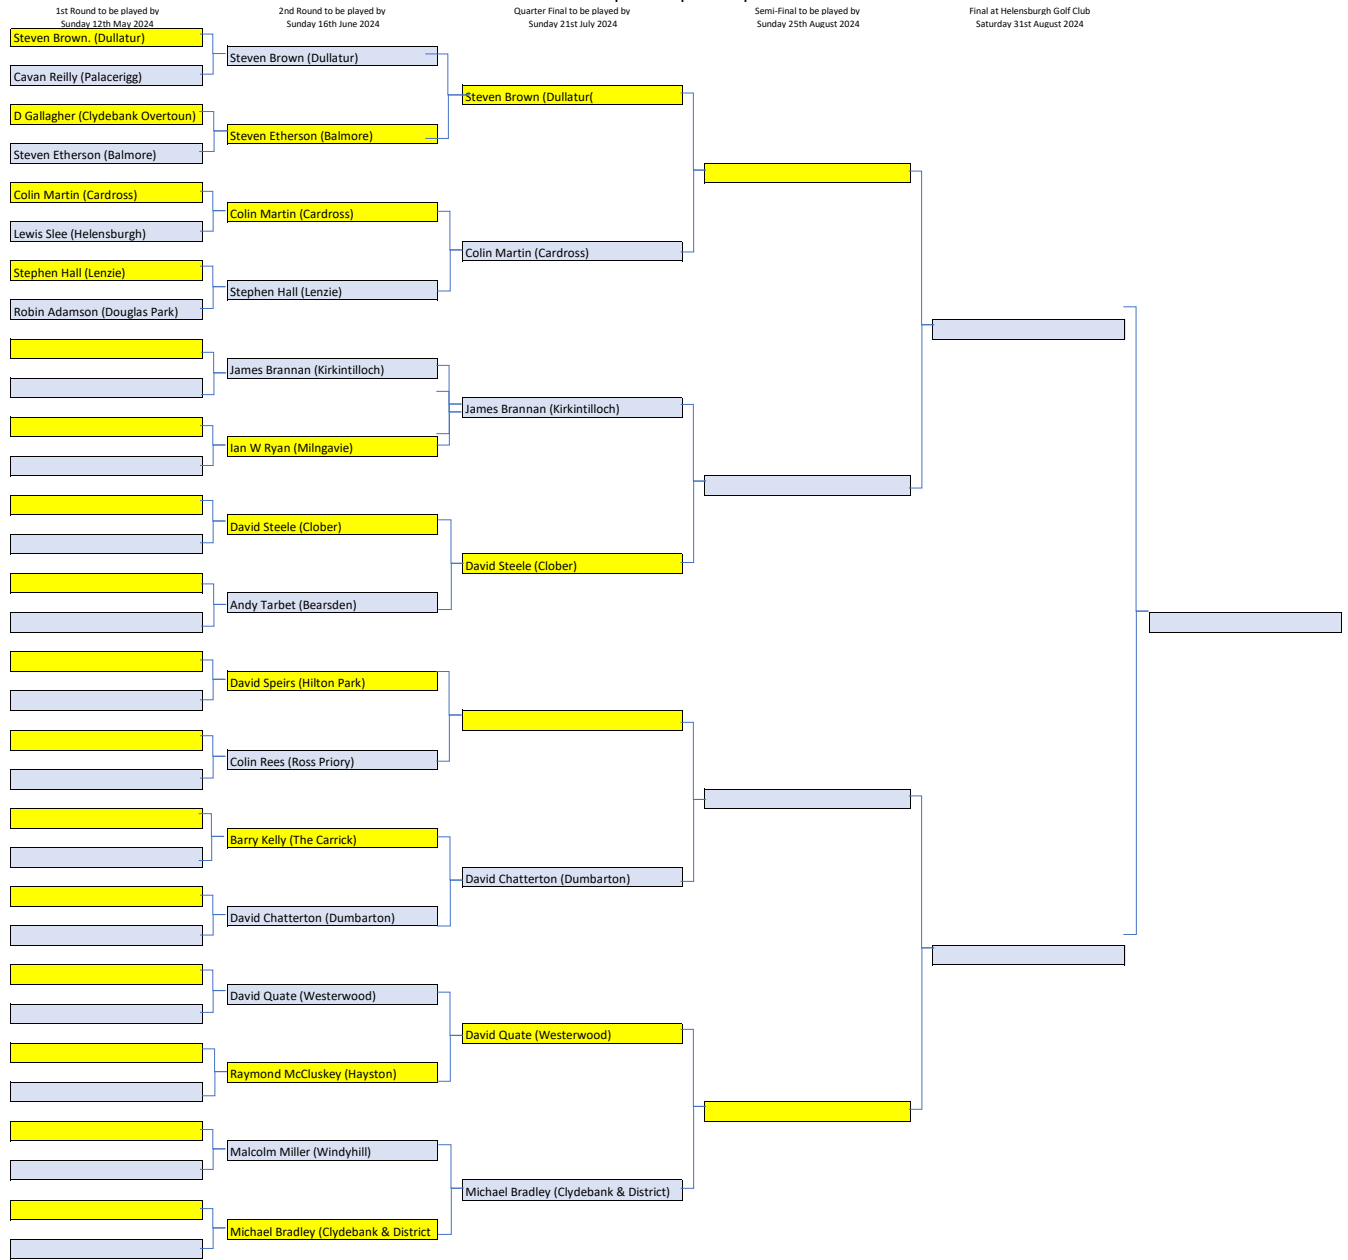 1st Round to be played by
Sunday 12th May 2024
2nd Round to be played by
Sunday 16th June 2024
Quarter Final to be played by
Sunday 21st July 2024
Semi-Final to be played by
Sunday 25th August 2024
Final at Helensburgh Golf Club
Saturday 31st August 2024
Steven Brown. (Dullatur)
Cavan Reilly (Palacerigg)
D Gallagher (Clydebank Overtoun)
Steven Etherson (Balmore)
Colin Martin (Cardross)
Lewis Slee (Helensburgh)
Stephen Hall (Lenzie)
Robin Adamson (Douglas Park)
Steven Brown (Dullatur)
Steven Etherson (Balmore)
Colin Martin (Cardross)
Stephen Hall (Lenzie)
James Brannan (Kirkintilloch)
Ian W Ryan (Milngavie)
David Steele (Clober)
Andy Tarbet (Bearsden)
David Speirs (Hilton Park)
Colin Rees (Ross Priory)
Barry Kelly (The Carrick)
David Chatterton (Dumbarton)
David Quate (Westerwood)
Raymond McCluskey (Hayston)
Malcolm Miller (Windyhill)
Michael Bradley (Clydebank & District
Steven Brown (Dullatur(
Colin Martin (Cardross)
James Brannan (Kirkintilloch)
David Steele (Clober)
David Chatterton (Dumbarton)
David Quate (Westerwood)
Michael Bradley (Clydebank & District)